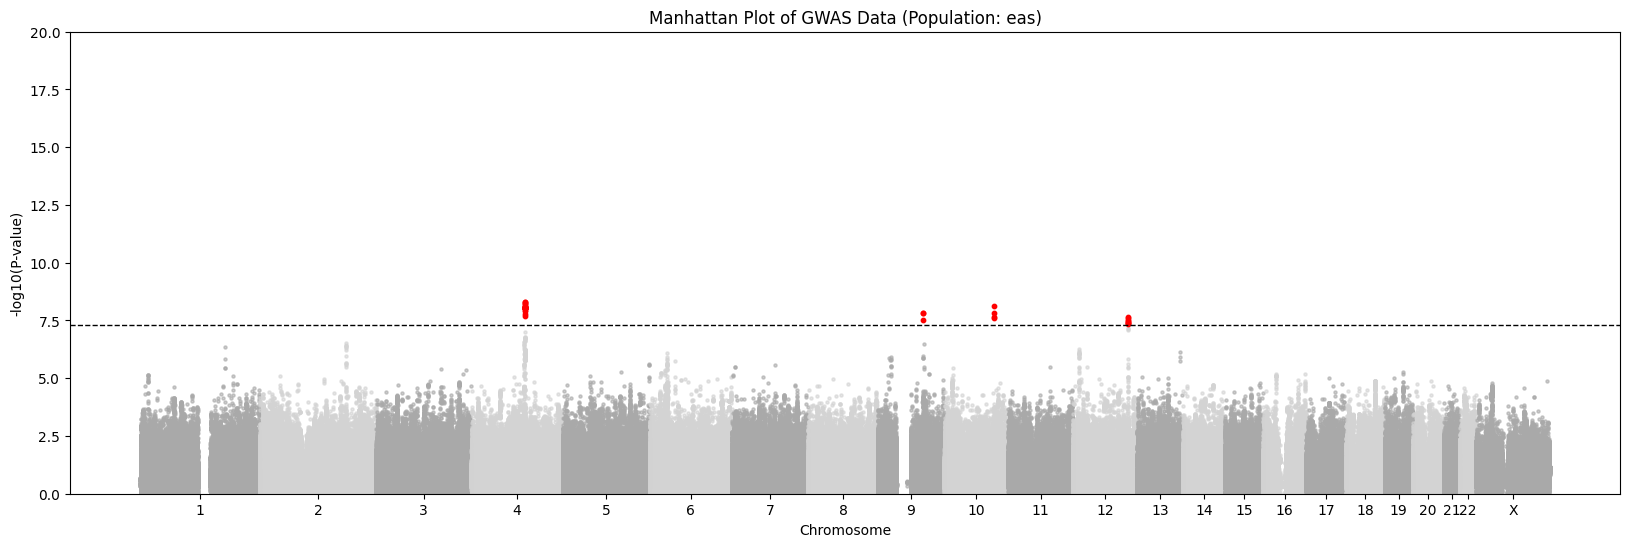 Manhattan Plot of GWAS Data (Population: eas)
20.0
17.5
15.0
12.5
10.0
7.5
5.0
2.5
0.0
-log10(P-value)
1 2 3 4 5 6 7 8 9 10 11 12 13 14 15 16 17 18 19 20 21 22 X
Chromosome